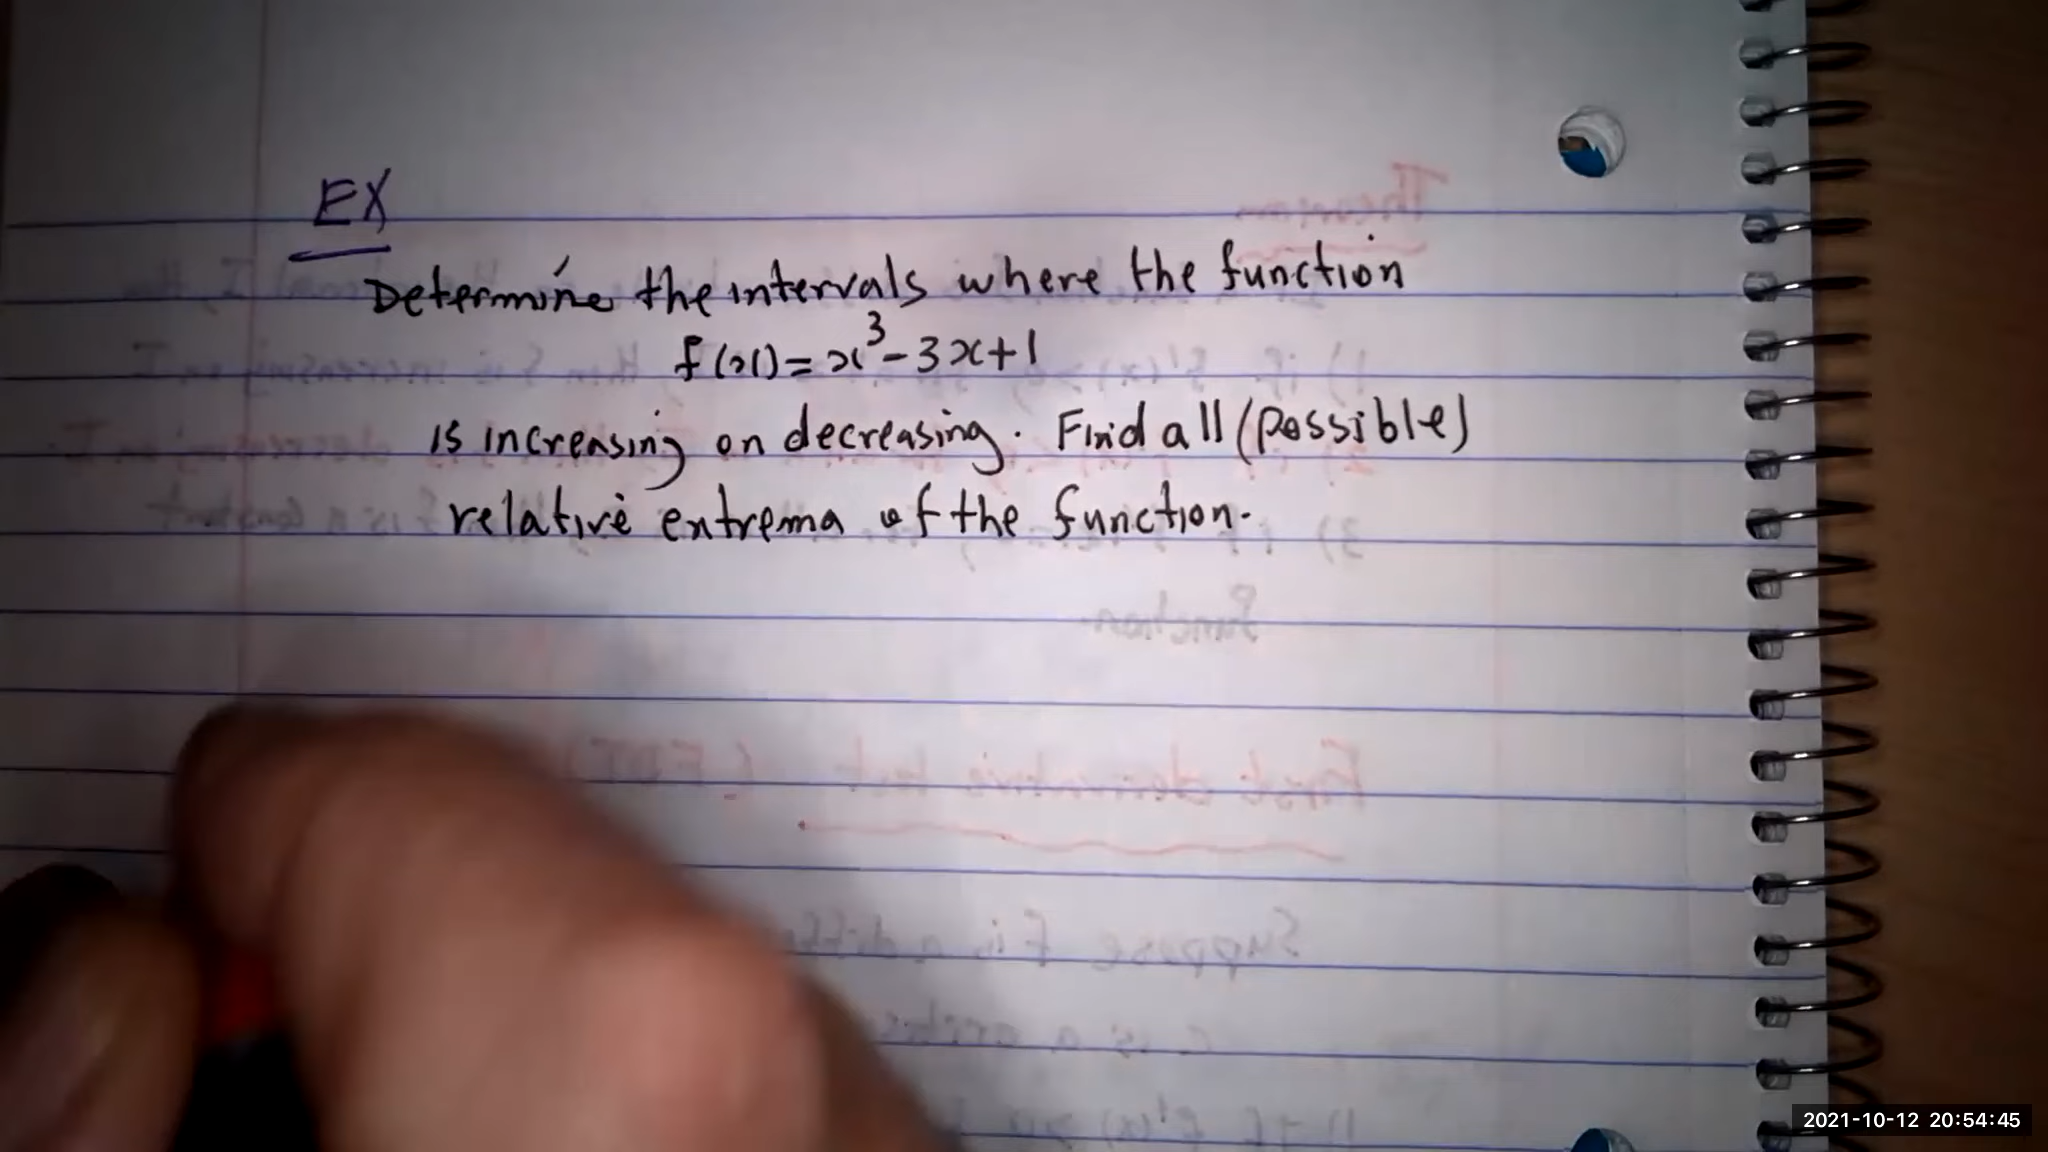 EX
Determine the intervals where the function
f(x) = x³ - 3x + 1
is increasing on decreasing. Find all (possible)
relative extrema of the function.
2021-10-12 20:54:45